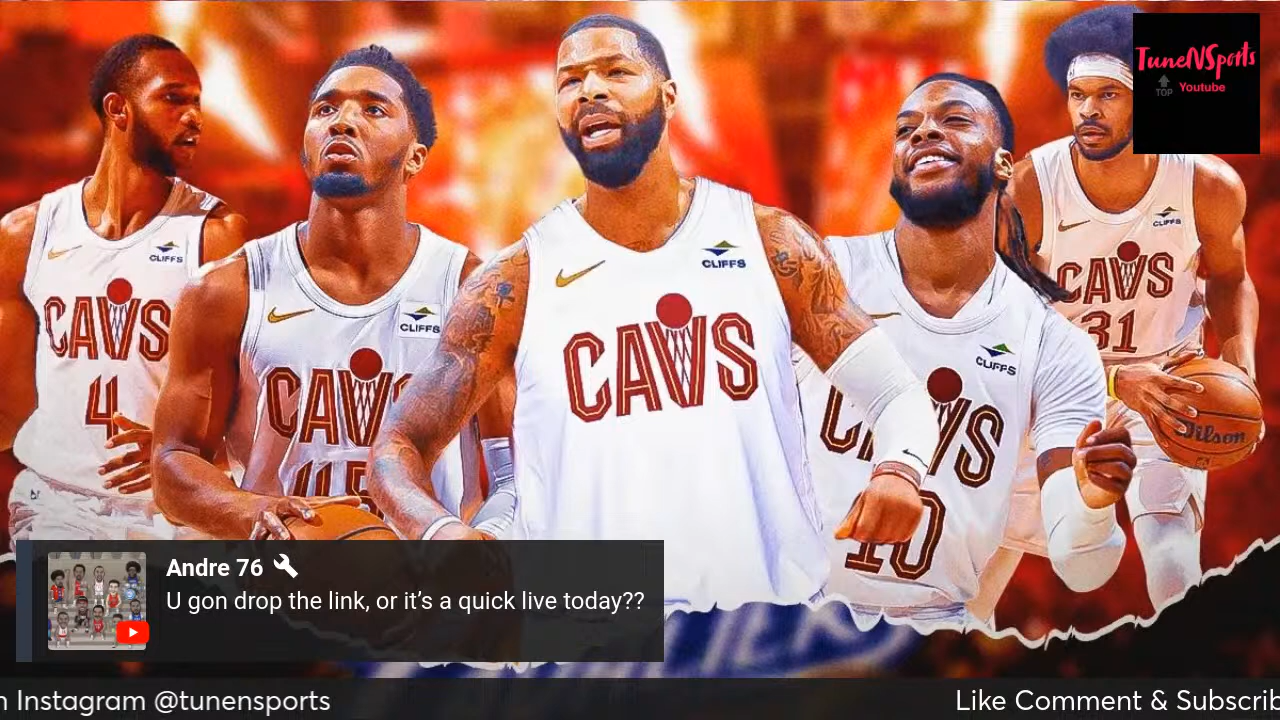 TuneNSports
TOP
Youtube
CLIFFS
CAVS
4
CLIFFS
CAVS
45
CLIFFS
CAVS
CLIFFS
CAVS
10
CLIFFS
CAVS
31
Wilson
Andre 76
U gon drop the link, or it’s a quick live today??
n Instagram @tunensports
Like Comment & Subscrib